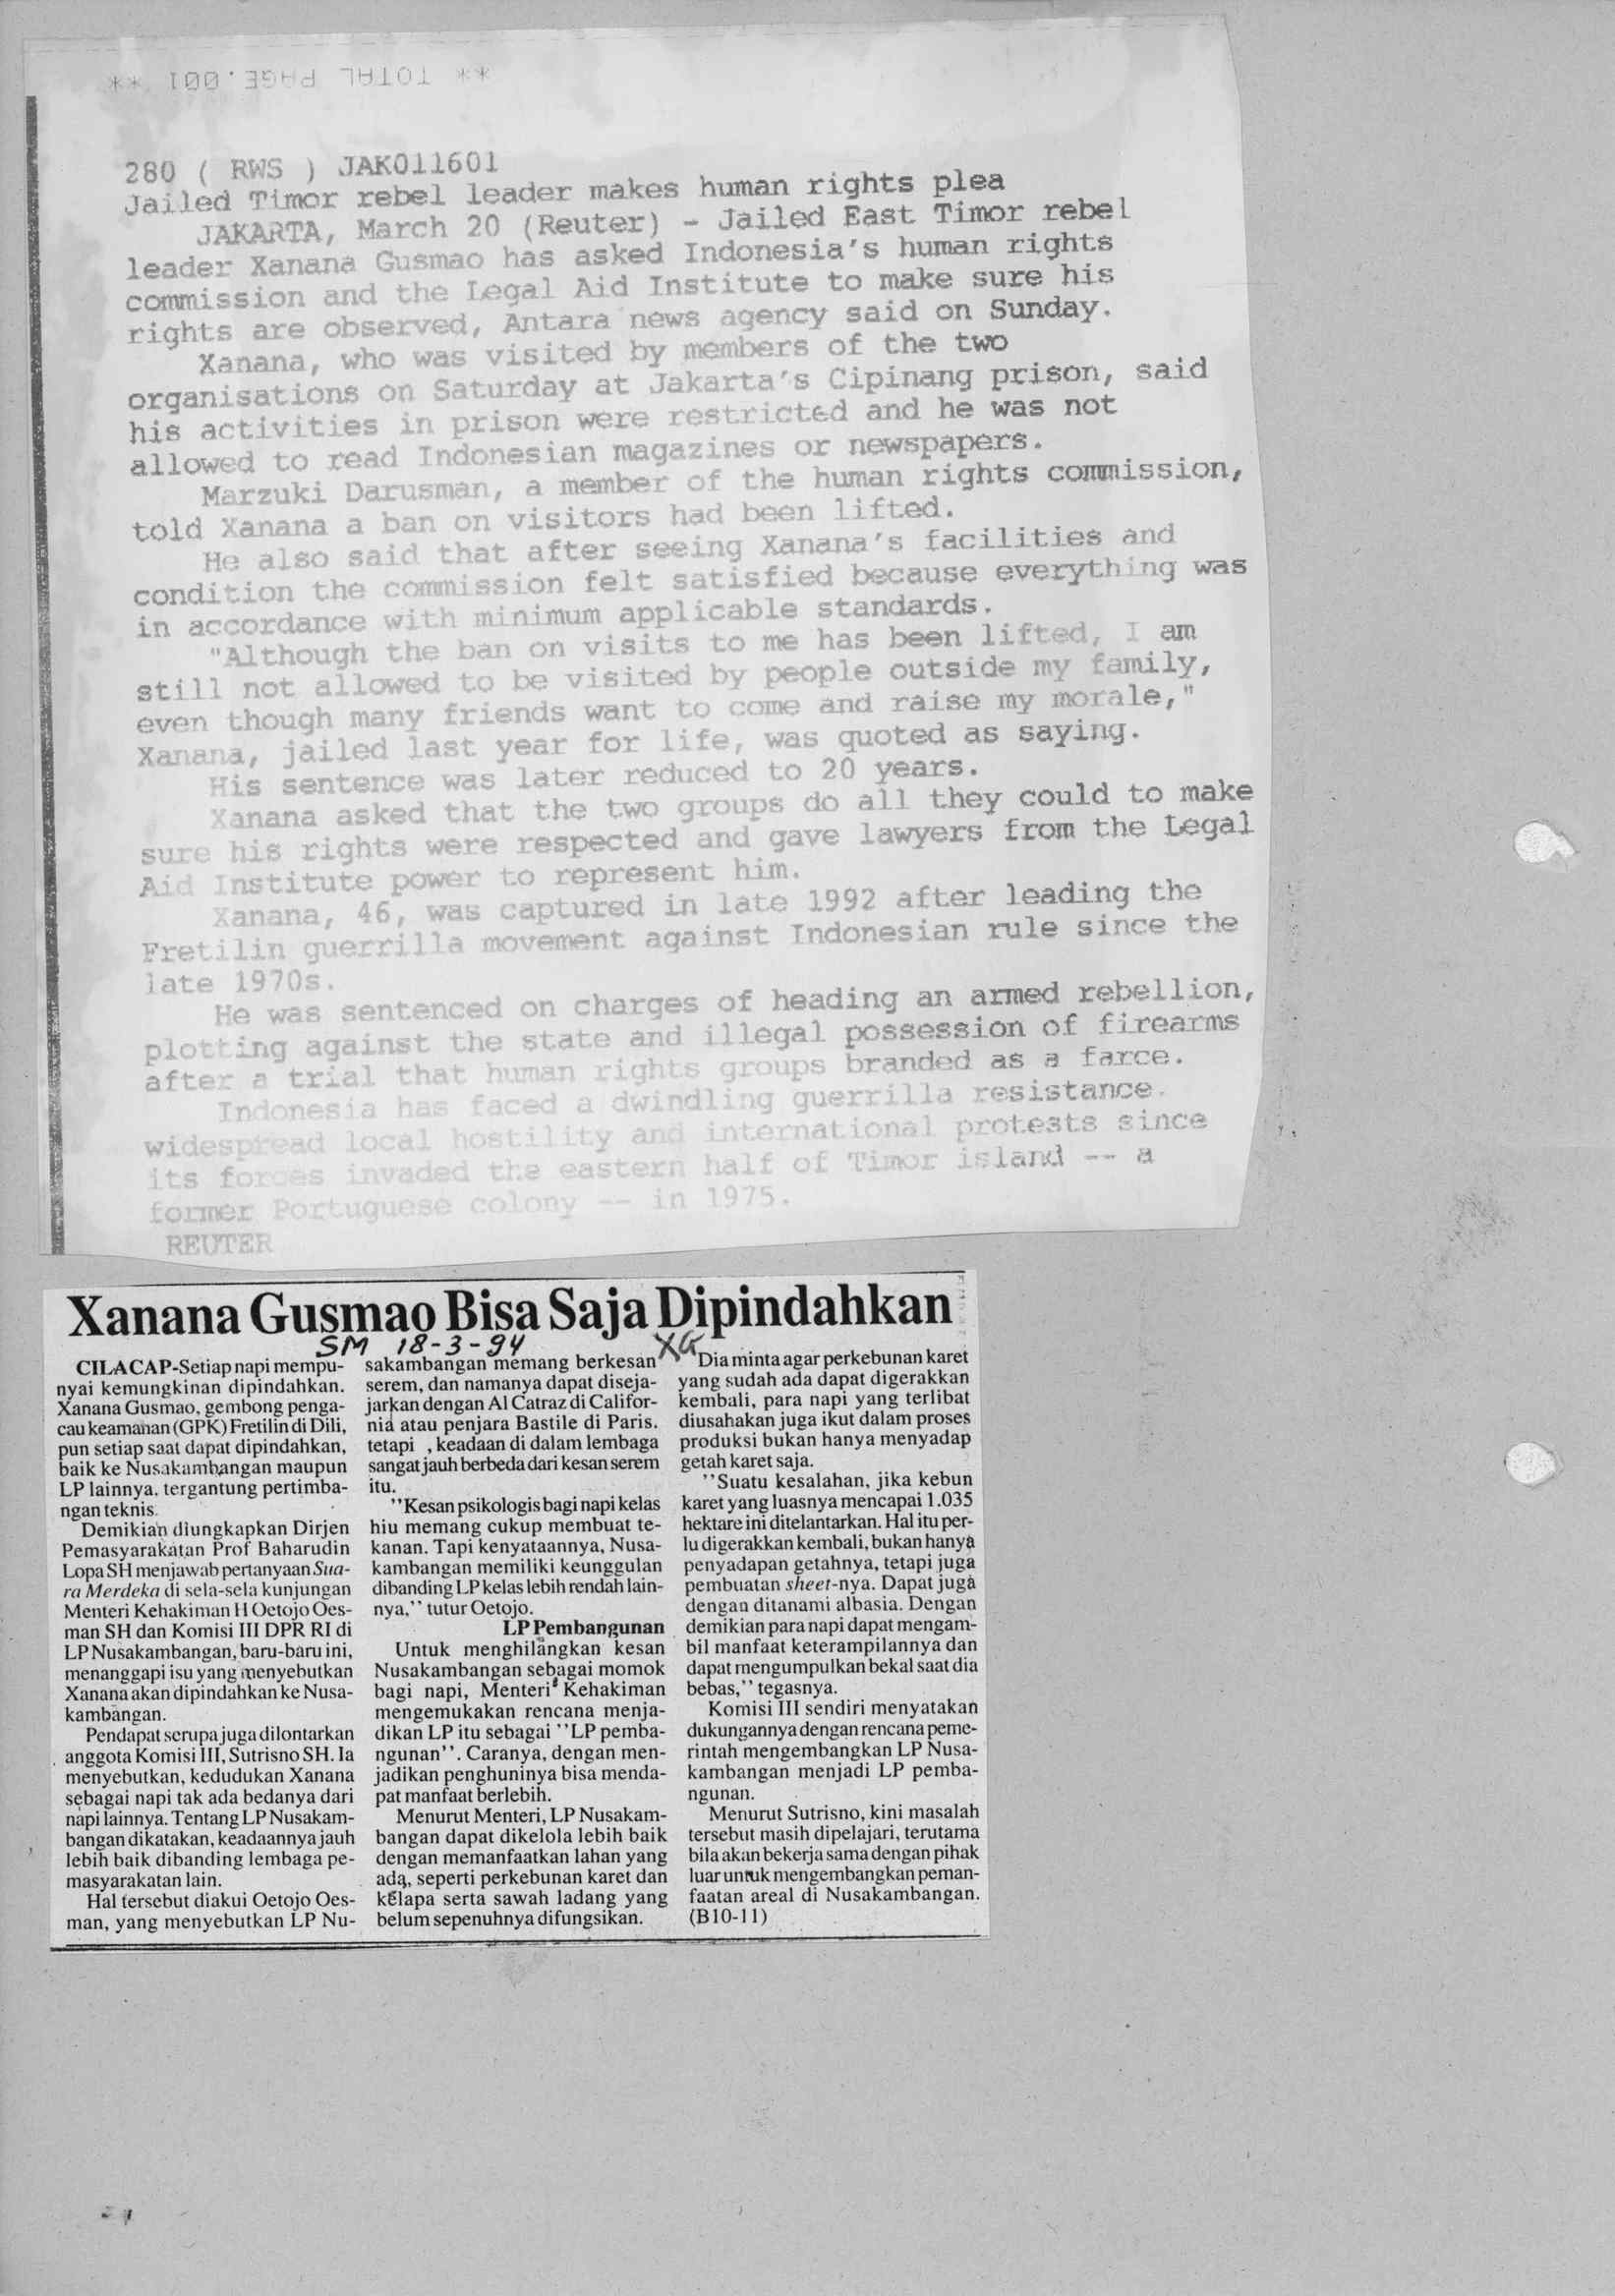 ** TOTAL PAGE.001 **
280 ( RWS ) JAK011601
Jailed Timor rebel leader makes human rights plea
JAKARTA, March 20 (Reuter) - Jailed East Timor rebel
leader Xanana Gusmao has asked Indonesia's human rights
commission and the Legal Aid Institute to make sure his
rights are observed, Antara news agency said on Sunday.
Xanana, who was visited by members of the two
organisations on Saturday at Jakarta's Cipinang prison, said
his activities in prison were restricted and he was not
allowed to read Indonesian magazines or newspapers.
Marzuki Darusman, a member of the human rights commission,
told Xanana a ban on visitors had been lifted.
He also said that after seeing Xanana's facilities and
condition the commission felt satisfied because everything was
in accordance with minimum applicable standards.
"Although the ban on visits to me has been lifted, I am
still not allowed to be visited by people outside my family,
even though many friends want to come and raise my morale,"
Xanana, jailed last year for life, was quoted as saying.
His sentence was later reduced to 20 years.
Xanana asked that the two groups do all they could to make
sure his rights were respected and gave lawyers from the Legal
Aid Institute power to represent him.
Xanana, 46, was captured in late 1992 after leading the
Fretilin guerrilla movement against Indonesian rule since the
late 1970s.
He was sentenced on charges of heading an armed rebellion,
plotting against the state and illegal possession of firearms
after a trial that human rights groups branded as a farce.
Indonesia has faced a dwindling guerrilla resistance.
widespread local hostility and international protests since
its forces invaded the eastern half of Timor island -- a
former Portuguese colony -- in 1975.
REUTER
Xanana Gusmao Bisa Saja Dipindahkan
SM 18-3-94 XG
CILACAP-Setiap napi mempu-
nyai kemungkinan dipindahkan.
Xanana Gusmao, gembong penga-
cau keamanan (GPK) Fretilin di Dili,
pun setiap saat dapat dipindahkan,
baik ke Nusakambangan maupun
LP lainnya, tergantung pertimba-
ngan teknis.
Demikian diungkapkan Dirjen
Pemasyarakatan Prof Baharudin
Lopa SH menjawab pertanyaan Sua-
ra Merdeka di sela-sela kunjungan
Menteri Kehakiman H Oetojo Oes-
man SH dan Komisi III DPR RI di
LP Nusakambangan, baru-baru ini,
menanggapi isu yang menyebutkan
Xanana akan dipindahkan ke Nusa-
kambangan.
Pendapat serupa juga dilontarkan
anggota Komisi III, Sutrisno SH. Ia
menyebutkan, kedudukan Xanana
sebagai napi tak ada bedanya dari
napi lainnya. Tentang LP Nusakam-
bangan dikatakan, keadaannya jauh
lebih baik dibanding lembaga pe-
masyarakatan lain.
Hal tersebut diakui Oetojo Oes-
man, yang menyebutkan LP Nu-
sakambangan memang berkesan
serem, dan namanya dapat diseja-
jarkan dengan Al Catraz di Califor-
nia atau penjara Bastile di Paris.
tetapi , keadaan di dalam lembaga
sangat jauh berbeda dari kesan serem
itu.
''Kesan psikologis bagi napi kelas
hiu memang cukup membuat te-
kanan. Tapi kenyataannya, Nusa-
kambangan memiliki keunggulan
dibanding LP kelas lebih rendah lain-
nya,'' tutur Oetojo.
LP Pembangunan
Untuk menghilangkan kesan
Nusakambangan sebagai momok
bagi napi, Menteri Kehakiman
mengemukakan rencana menja-
dikan LP itu sebagai ''LP pemba-
ngunan''. Caranya, dengan men-
jadikan penghuninya bisa menda-
pat manfaat berlebih.
Menurut Menteri, LP Nusakam-
bangan dapat dikelola lebih baik
dengan memanfaatkan lahan yang
ada, seperti perkebunan karet dan
kelapa serta sawah ladang yang
belum sepenuhnya difungsikan.
Dia minta agar perkebunan karet
yang sudah ada dapat digerakkan
kembali, para napi yang terlibat
diusahakan juga ikut dalam proses
produksi bukan hanya menyadap
getah karet saja.
''Suatu kesalahan, jika kebun
karet yang luasnya mencapai 1.035
hektare ini ditelantarkan. Hal itu per-
lu digerakkan kembali, bukan hanya
penyadapan getahnya, tetapi juga
pembuatan sheet-nya. Dapat juga
dengan ditanami albasia. Dengan
demikian para napi dapat mengam-
bil manfaat keterampilannya dan
dapat mengumpulkan bekal saat dia
bebas,'' tegasnya.
Komisi III sendiri menyatakan
dukungannya dengan rencana peme-
rintah mengembangkan LP Nusa-
kambangan menjadi LP pemba-
ngunan.
Menurut Sutrisno, kini masalah
tersebut masih dipelajari, terutama
bila akan bekerja sama dengan pihak
luar untuk mengembangkan peman-
faatan areal di Nusakambangan.
(B10-11)